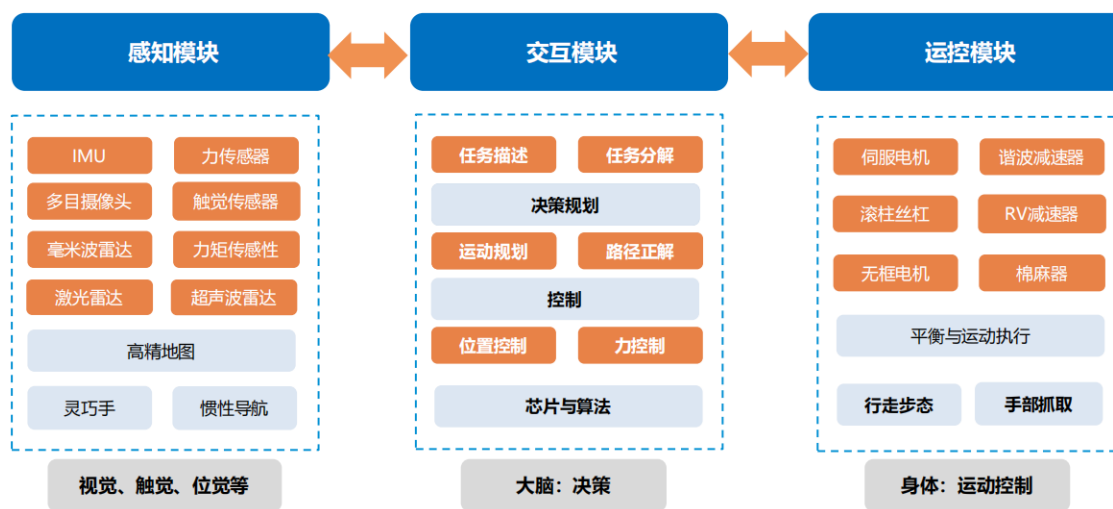 感知模块
交互模块
运控模块
IMU
力传感器
多目摄像头
触觉传感器
毫米波雷达
力矩传感性
激光雷达
超声波雷达
高精地图
灵巧手
惯性导航
视觉、触觉、位觉等
任务描述
任务分解
决策规划
运动规划
路径正解
控制
位置控制
力控制
芯片与算法
大脑：决策
伺服电机
谐波减速器
滚柱丝杠
RV减速器
无框电机
棉麻器
平衡与运动执行
行走步态
手部抓取
身体：运动控制